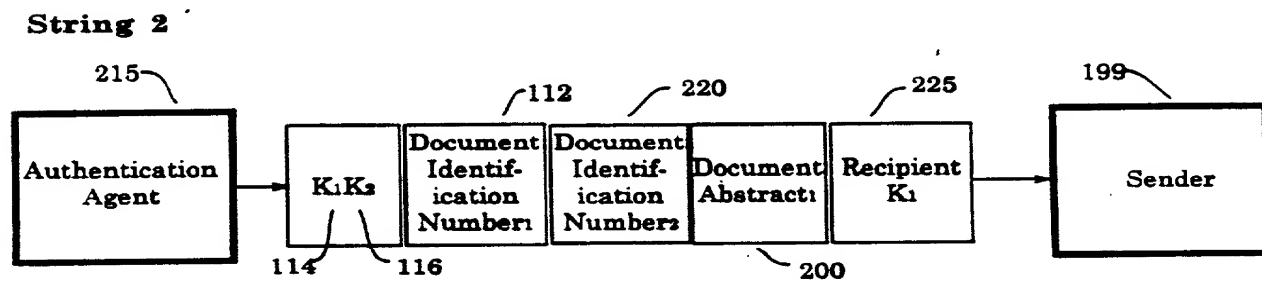 String 2
215
112
220
225
199
Authentication
Agent
K₁K₂
Document
Identif-
ication
Number₁
Document
Identif-
ication
Number₂
Document
Abstract₁
Recipient
K₁
Sender
114
116
200